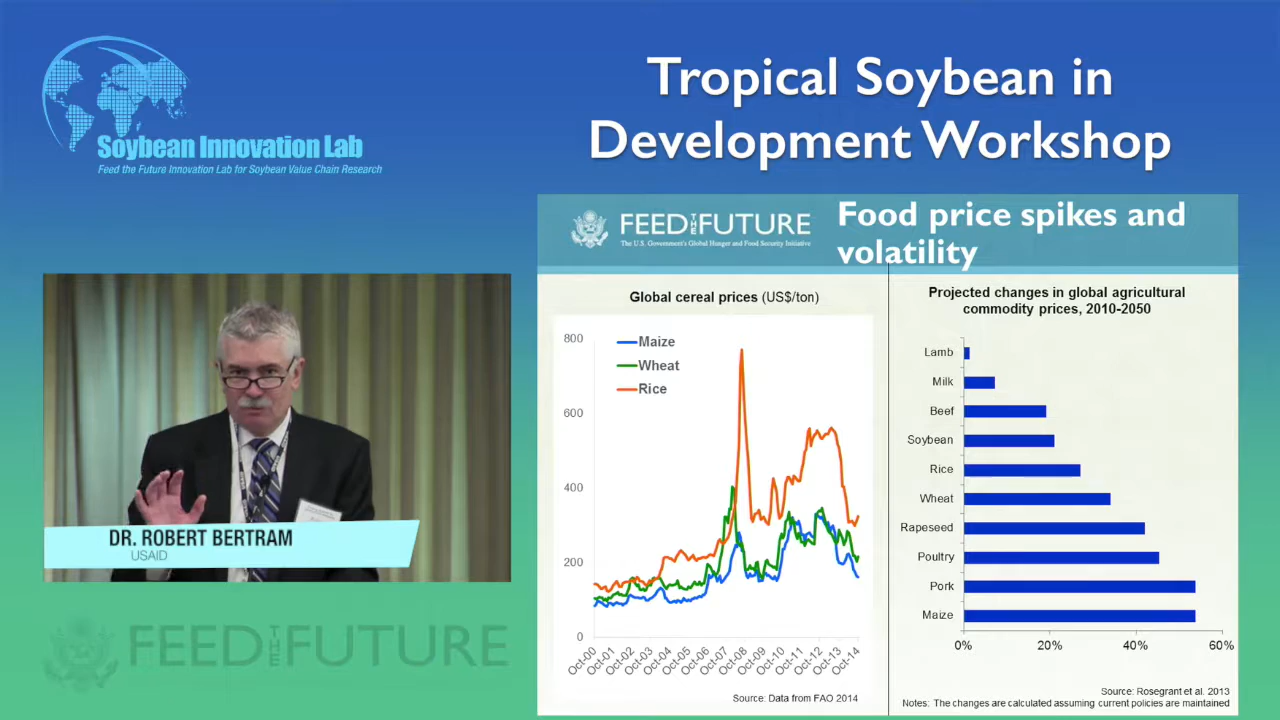 Soybean Innovation Lab
Feed the Future Innovation Lab for Soybean Value Chain Research
Tropical Soybean in
Development Workshop
FEED THE FUTURE
The U.S. Government's Global Hunger and Food Security Initiative
Food price spikes and
volatility
Global cereal prices (US$/ton)
800
600
400
200
0
Maize
Wheat
Rice
Oct-00
Oct-01
Oct-02
Oct-03
Oct-04
Oct-05
Oct-06
Oct-07
Oct-08
Oct-09
Oct-10
Oct-11
Oct-12
Oct-13
Oct-14
Source: Data from FAO 2014
Projected changes in global agricultural
commodity prices, 2010-2050
Lamb
Milk
Beef
Soybean
Rice
Wheat
Rapeseed
Poultry
Pork
Maize
0% 20% 40% 60%
Source: Rosegrant et al. 2013
Notes: The changes are calculated assuming current policies are maintained
DR. ROBERT BERTRAM
USAID
FEED THE FUTURE